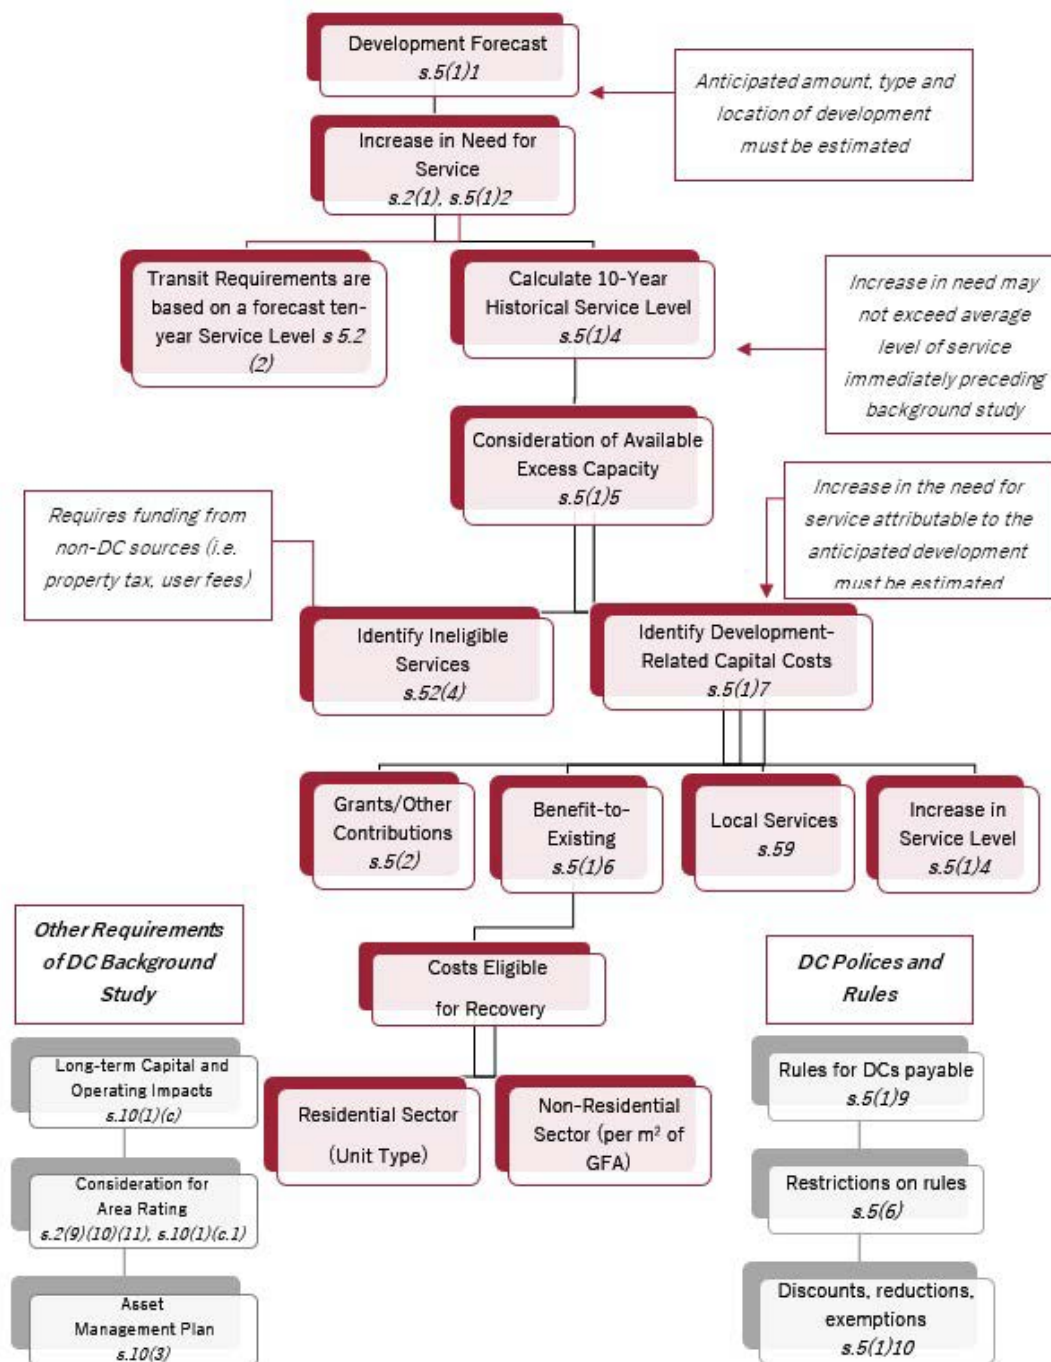 Development Forecast
s.5(1)1
Anticipated amount, type and
location of development
must be estimated
Increase in Need for
Service
s.2(1), s.5(1)2
Transit Requirements are
based on a forecast ten-
year Service Level s 5.2
(2)
Calculate 10-Year
Historical Service Level
s.5(1)4
Increase in need may
not exceed average
level of service
immediately preceding
background study
Consideration of Available
Excess Capacity
s.5(1)5
Requires funding from
non-DC sources (i.e.
property tax, user fees)
Increase in the need for
service attributable to the
anticipated development
must be estimated
Identify Ineligible
Services
s.52(4)
Identify Development-
Related Capital Costs
s.5(1)7
Grants/Other
Contributions
s.5(2)
Benefit-to-
Existing
s.5(1)6
Local Services
s.59
Increase in
Service Level
s.5(1)4
Other Requirements
of DC Background
Study
Costs Eligible
for Recovery
DC Polices and
Rules
Long-term Capital and
Operating Impacts
s.10(1)(c)
Rules for DCs payable
s.5(1)9
Residential Sector
(Unit Type)
Non-Residential
Sector (per m² of
GFA)
Consideration for
Area Rating
s.2(9)(10)(11), s.10(1)(c.1)
Restrictions on rules
s.5(6)
Asset
Management Plan
s.10(3)
Discounts, reductions,
exemptions
s.5(1)10